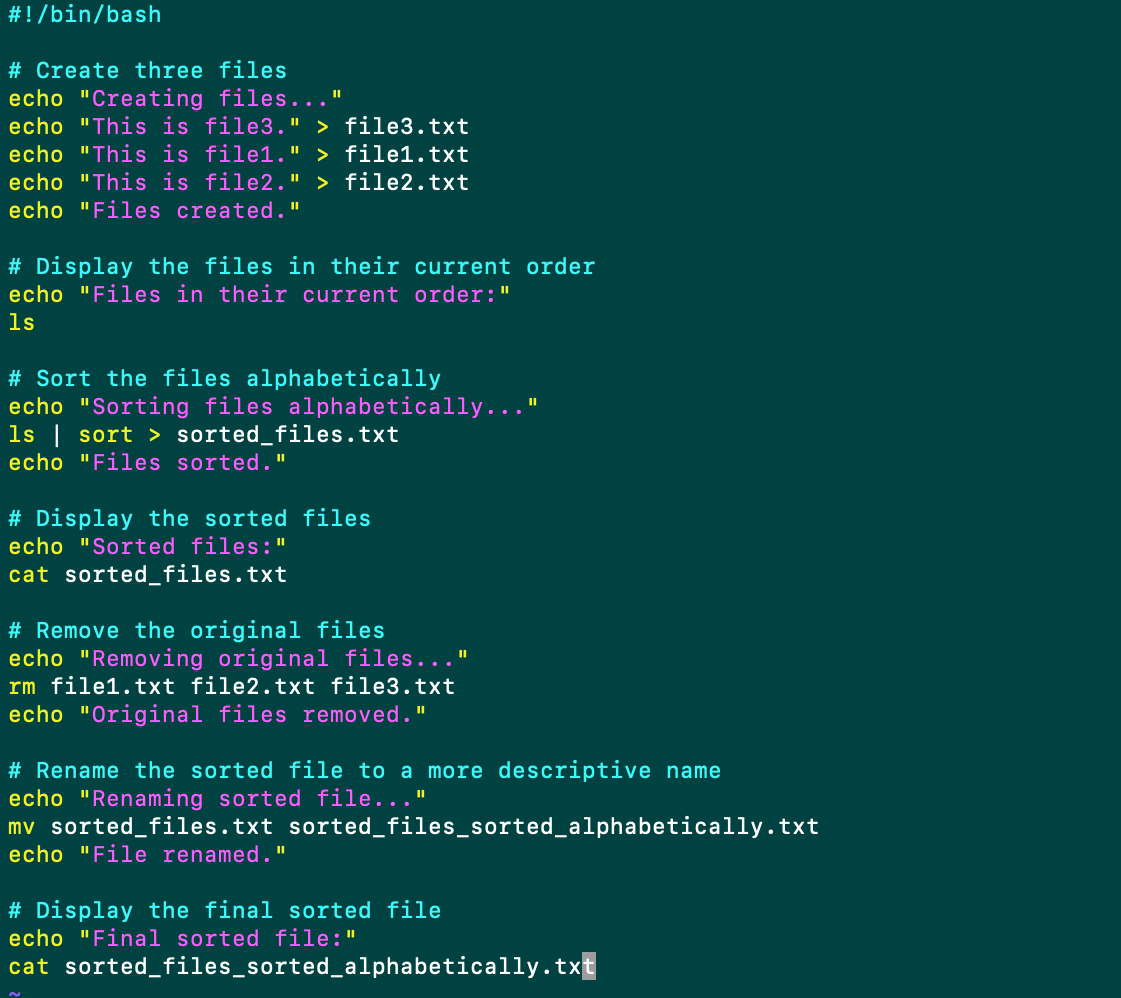 #!/bin/bash

# Create three files
echo "Creating files..."
echo "This is file3." > file3.txt
echo "This is file1." > file1.txt
echo "This is file2." > file2.txt
echo "Files created."

# Display the files in their current order
echo "Files in their current order:"
ls

# Sort the files alphabetically
echo "Sorting files alphabetically..."
ls | sort > sorted_files.txt
echo "Files sorted."

# Display the sorted files
echo "Sorted files:"
cat sorted_files.txt

# Remove the original files
echo "Removing original files..."
rm file1.txt file2.txt file3.txt
echo "Original files removed."

# Rename the sorted file to a more descriptive name
echo "Renaming sorted file..."
mv sorted_files.txt sorted_files_sorted_alphabetically.txt
echo "File renamed."

# Display the final sorted file
echo "Final sorted file:"
cat sorted_files_sorted_alphabetically.txt
~